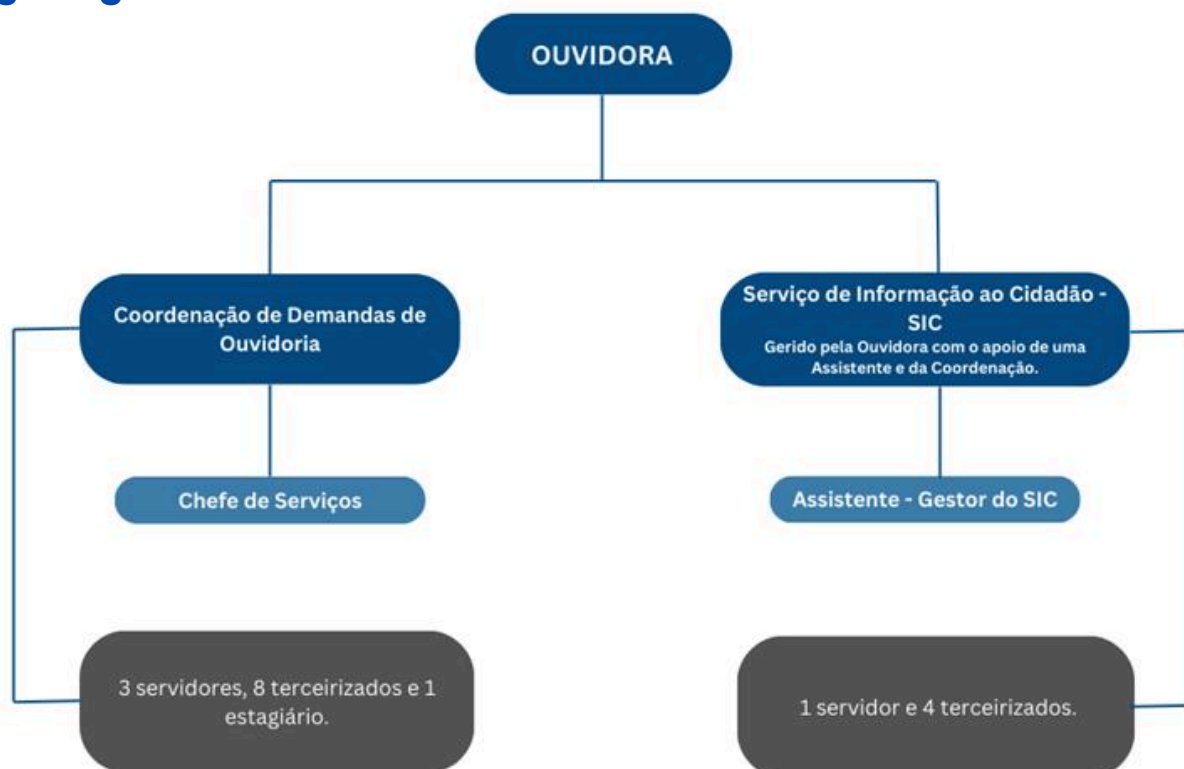 OUVIDORA
Coordenação de Demandas de
Ouvidoria
Serviço de Informação ao Cidadão -
SIC
Gerido pela Ouvidora com o apoio de uma
Assistente e da Coordenação.
Chefe de Serviços
Assistente - Gestor do SIC
3 servidores, 8 terceirizados e 1
estagiário.
1 servidor e 4 terceirizados.